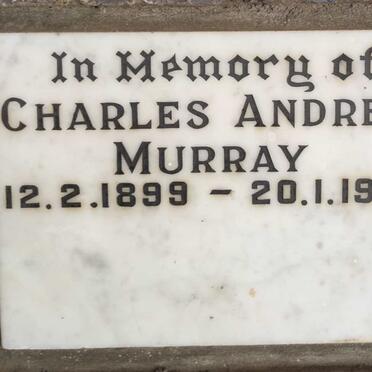 In Memory of
CHARLES ANDRE
MURRAY
12.2.1899 – 20.1.19